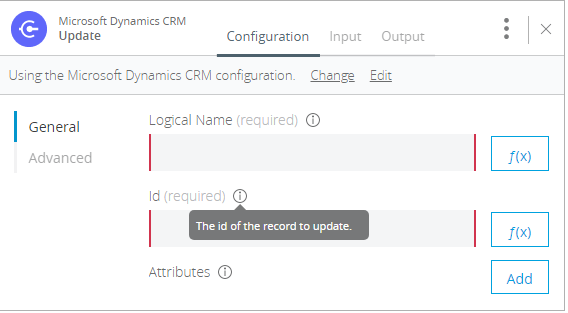 Microsoft Dynamics CRM
Update
Configuration Input Output
Using the Microsoft Dynamics CRM configuration. Change Edit
General
Advanced
Logical Name (required)
f(x)
Id (required)
The id of the record to update.
f(x)
Attributes
Add